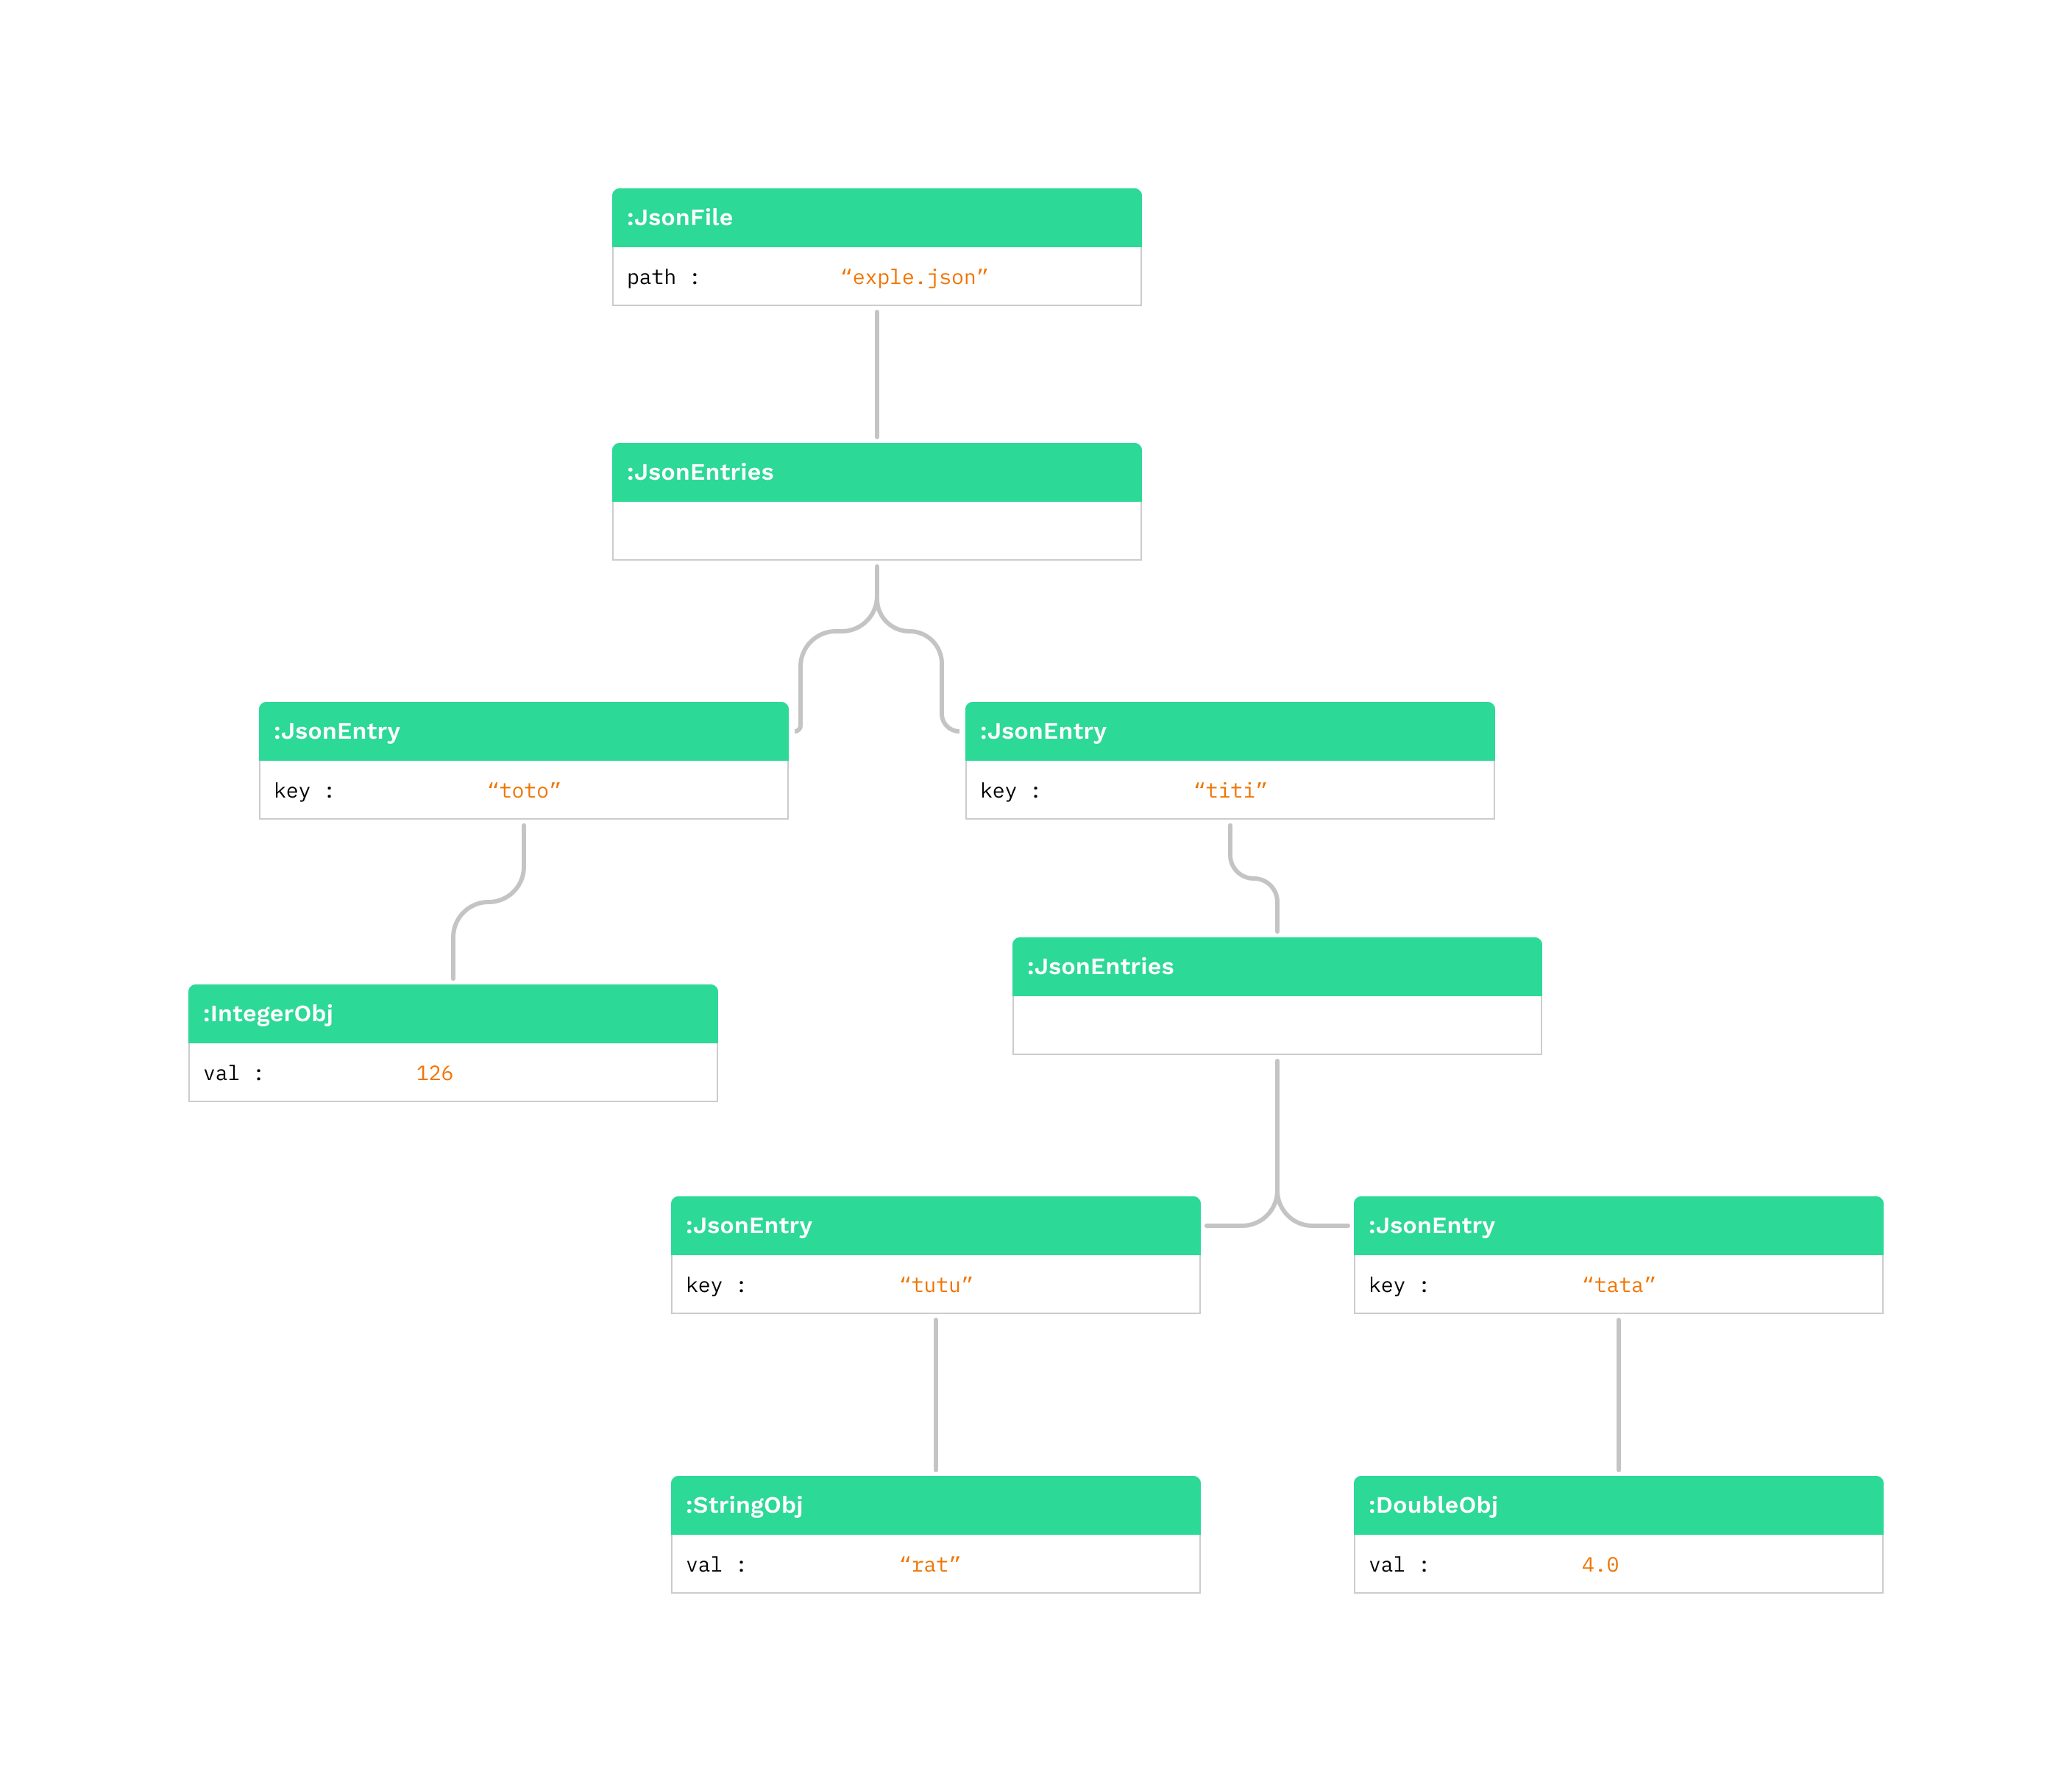 :JsonFile
path : “exple.json”
:JsonEntries
:JsonEntry
key : “toto”
:JsonEntry
key : “titi”
:JsonEntries
:IntegerObj
val : 126
:JsonEntry
key : “tutu”
:JsonEntry
key : “tata”
:StringObj
val : “rat”
:DoubleObj
val : 4.0